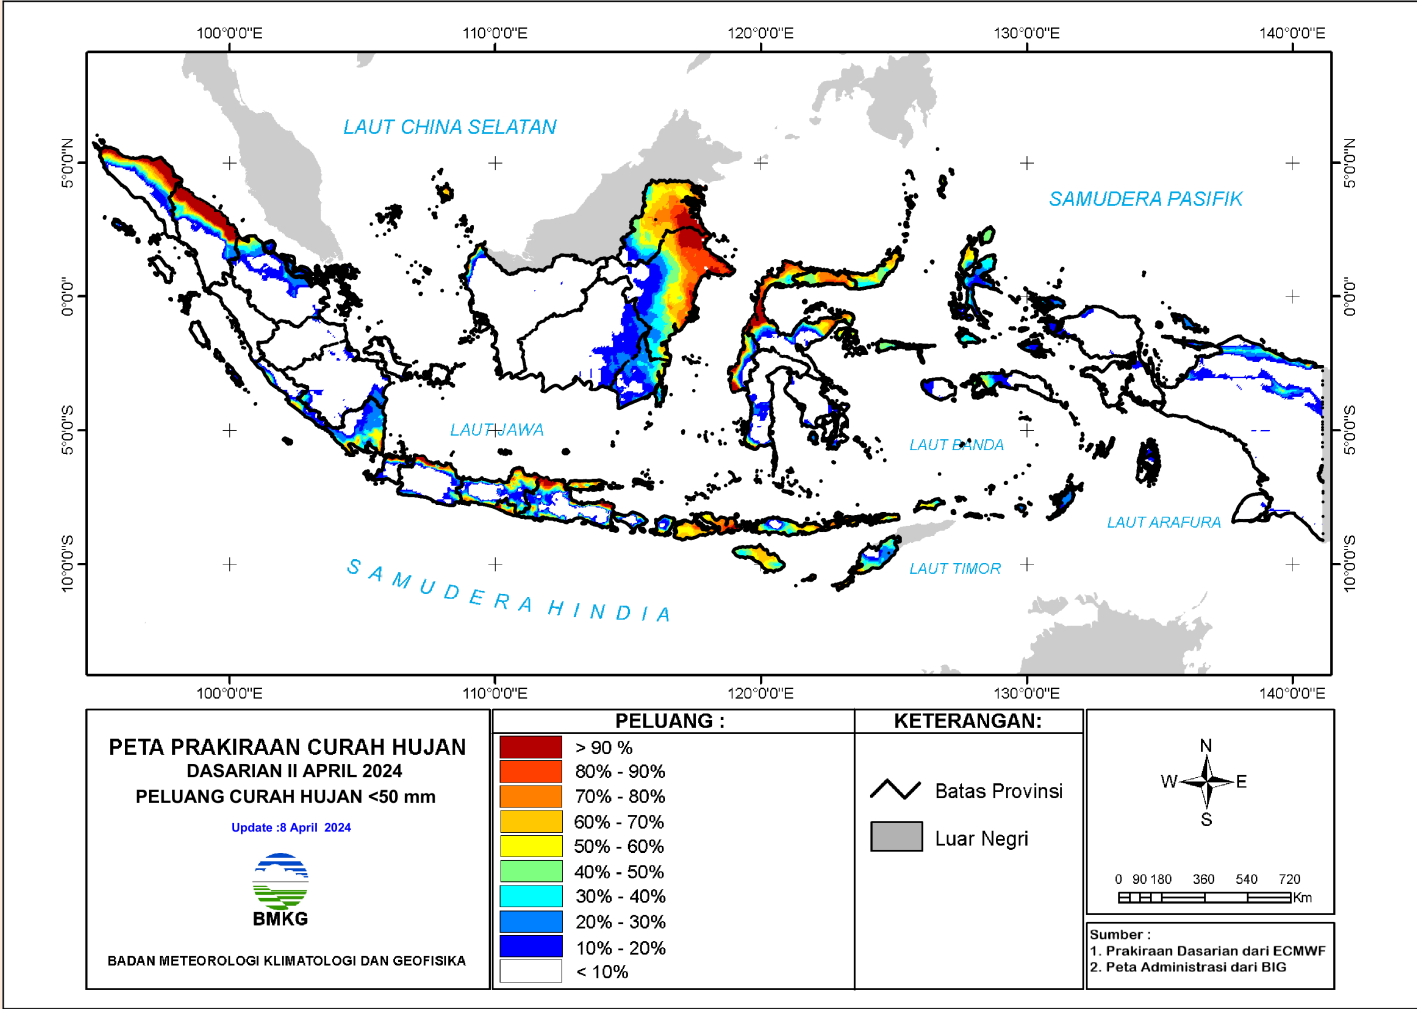 100°0'0"E 110°0'0"E 120°0'0"E 130°0'0"E 140°0'0"E
5°0'0"N 5°0'0"N
0°0'0" 0°0'0"
5°0'0"S 5°0'0"S
10°0'0"S 10°0'0"S
LAUT CHINA SELATAN
SAMUDERA PASIFIK
LAUT JAWA
LAUT BANDA
LAUT ARAFURA
LAUT TIMOR
SAMUDERA HINDIA
100°0'0"E 110°0'0"E 120°0'0"E 130°0'0"E 140°0'0"E
PETA PRAKIRAAN CURAH HUJAN
DASARIAN II APRIL 2024
PELUANG CURAH HUJAN <50 mm
Update :8 April 2024
BMKG
BADAN METEOROLOGI KLIMATOLOGI DAN GEOFISIKA
PELUANG :
> 90 %
80% - 90%
70% - 80%
60% - 70%
50% - 60%
40% - 50%
30% - 40%
20% - 30%
10% - 20%
< 10%
KETERANGAN:
Batas Provinsi
Luar Negri
N
W E
S
0 90 180 360 540 720
Km
Sumber :
1. Prakiraan Dasarian dari ECMWF
2. Peta Administrasi dari BIG